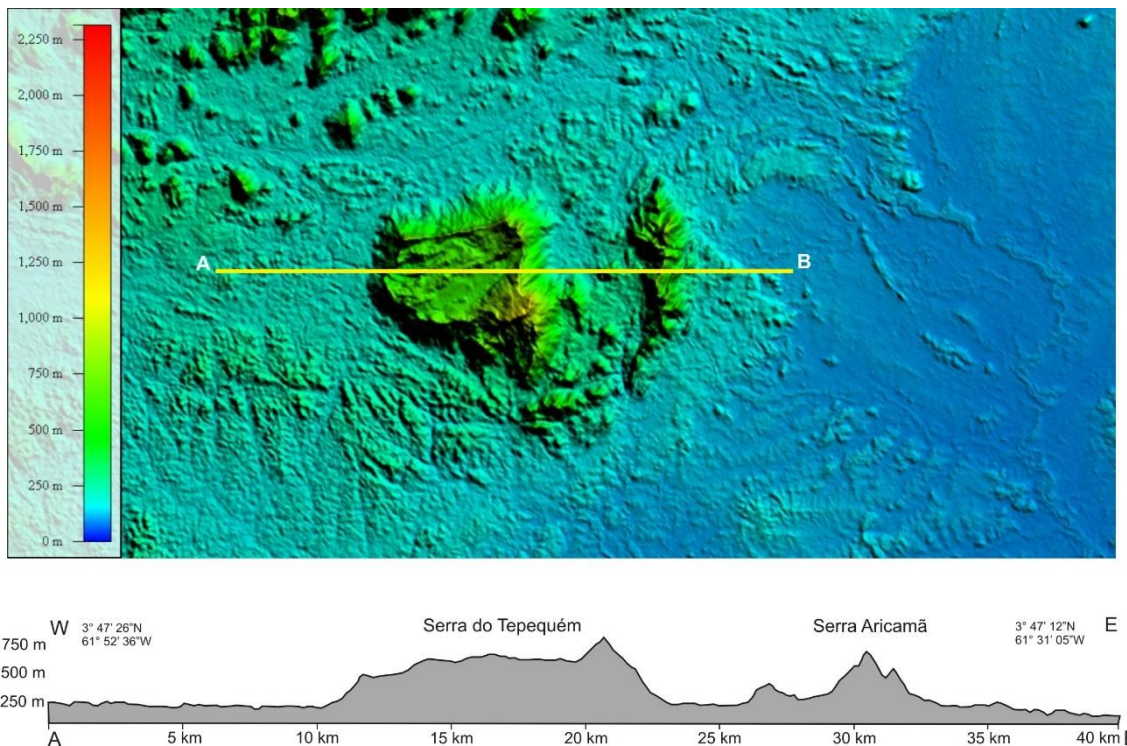 2,250 m
2,000 m
1,750 m
1,500 m
1,250 m
1,000 m
750 m
500 m
250 m
0 m
A
B
W
3° 47' 26"N
61° 52' 36"W
Serra do Tepequém
Serra Aricamã
3° 47' 12"N
61° 31' 05"W
E
750 m
500 m
250 m
A
5 km
10 km
15 km
20 km
25 km
30 km
35 km
40 km